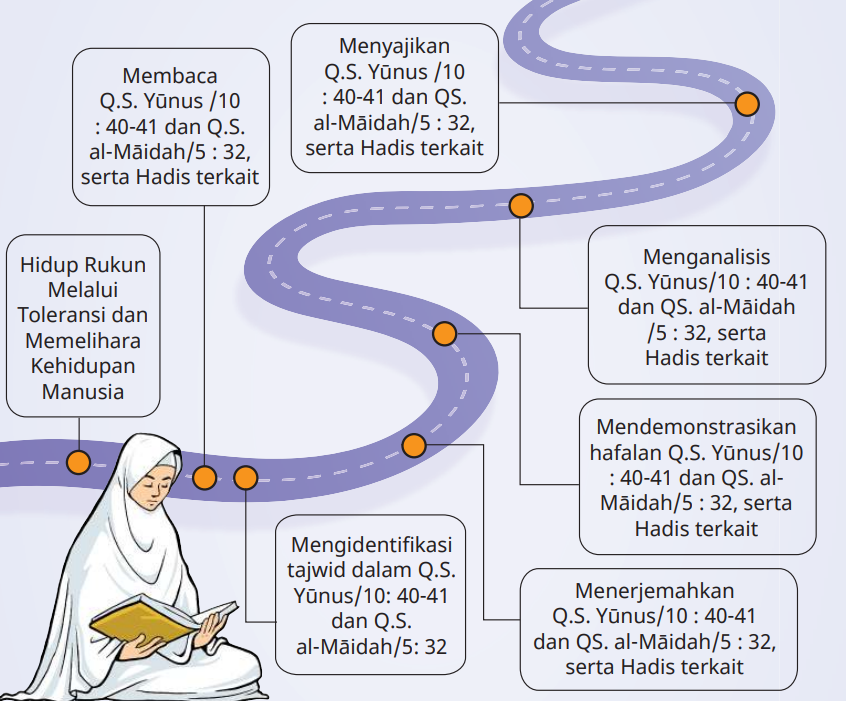 Hidup Rukun
Melalui
Toleransi dan
Memelihara
Kehidupan
Manusia
Membaca
Q.S. Yūnus /10
: 40-41 dan Q.S.
al-Māidah/5 : 32,
serta Hadis terkait
Mengidentifikasi
tajwid dalam Q.S.
Yūnus/10: 40-41
dan Q.S.
al-Māidah/5: 32
Menerjemahkan
Q.S. Yūnus/10 : 40-41
dan QS. al-Māidah/5 : 32,
serta Hadis terkait
Mendemonstrasikan
hafalan Q.S. Yūnus/10
: 40-41 dan QS. al-
Māidah/5 : 32, serta
Hadis terkait
Menganalisis
Q.S. Yūnus/10 : 40-41
dan QS. al-Māidah
/5 : 32, serta
Hadis terkait
Menyajikan
Q.S. Yūnus /10
: 40-41 dan QS.
al-Māidah/5 : 32,
serta Hadis terkait